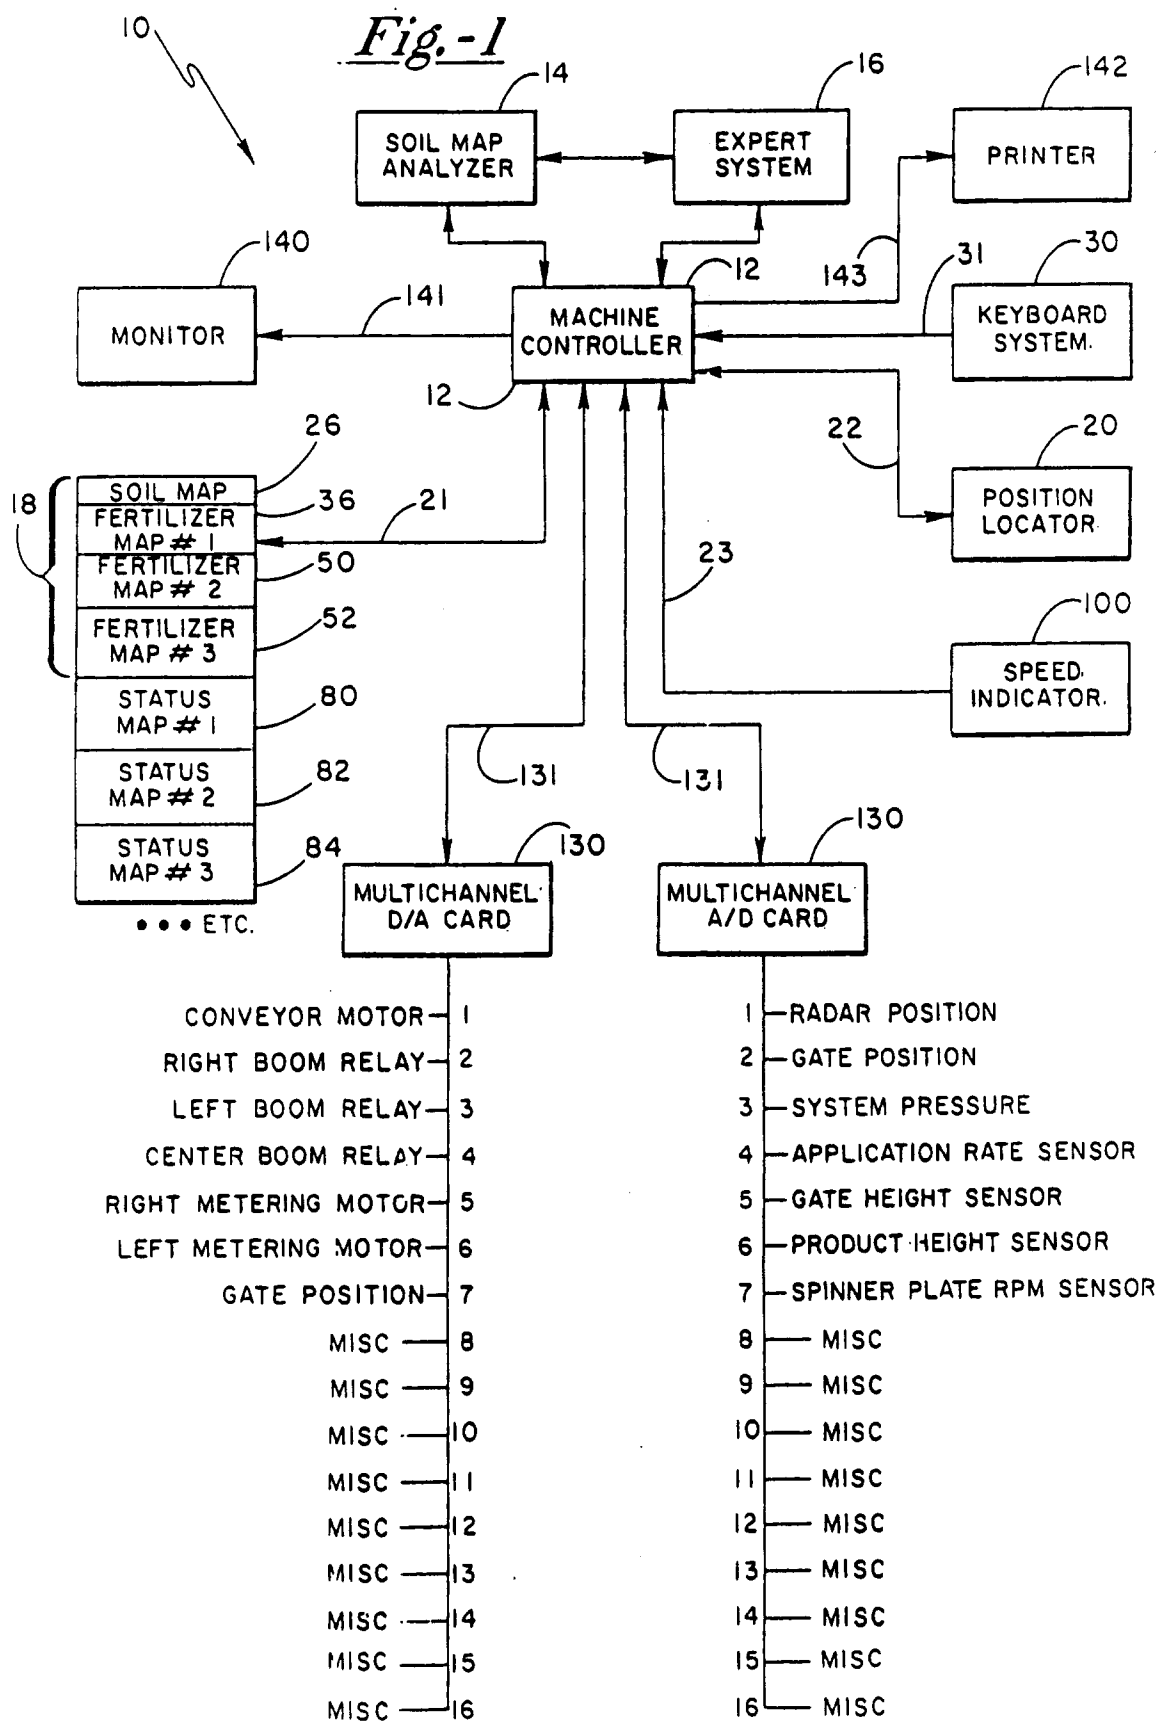 Fig.-1
10
14
16
142
SOIL MAP
ANALYZER
EXPERT
SYSTEM
PRINTER
140
141
12
143
31
30
MONITOR
MACHINE
CONTROLLER
KEYBOARD
SYSTEM.
12
22
20
POSITION
LOCATOR
18
26
SOIL MAP
36
FERTILIZER
MAP # 1
21
50
FERTILIZER
MAP # 2
52
FERTILIZER
MAP # 3
23
100
SPEED
INDICATOR.
80
STATUS
MAP # 1
82
STATUS
MAP # 2
84
STATUS
MAP # 3
••• ETC.
131
131
130
130
MULTICHANNEL
D/A CARD
MULTICHANNEL
A/D CARD
CONVEYOR MOTOR 1
RIGHT BOOM RELAY 2
LEFT BOOM RELAY 3
CENTER BOOM RELAY 4
RIGHT METERING MOTOR 5
LEFT METERING MOTOR 6
GATE POSITION 7
MISC 8
MISC 9
MISC 10
MISC 11
MISC 12
MISC 13
MISC 14
MISC 15
MISC 16
1 RADAR POSITION
2 GATE POSITION
3 SYSTEM PRESSURE
4 APPLICATION RATE SENSOR
5 GATE HEIGHT SENSOR
6 PRODUCT HEIGHT SENSOR
7 SPINNER PLATE RPM SENSOR
8 MISC
9 MISC
10 MISC
11 MISC
12 MISC
13 MISC
14 MISC
15 MISC
16 MISC